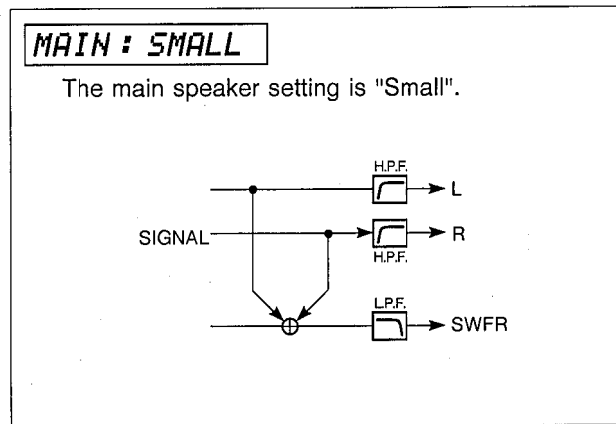 MAIN : SMALL
The main speaker setting is "Small".
H.P.F.
L
SIGNAL
R
H.P.F.
L.P.F.
SWFR